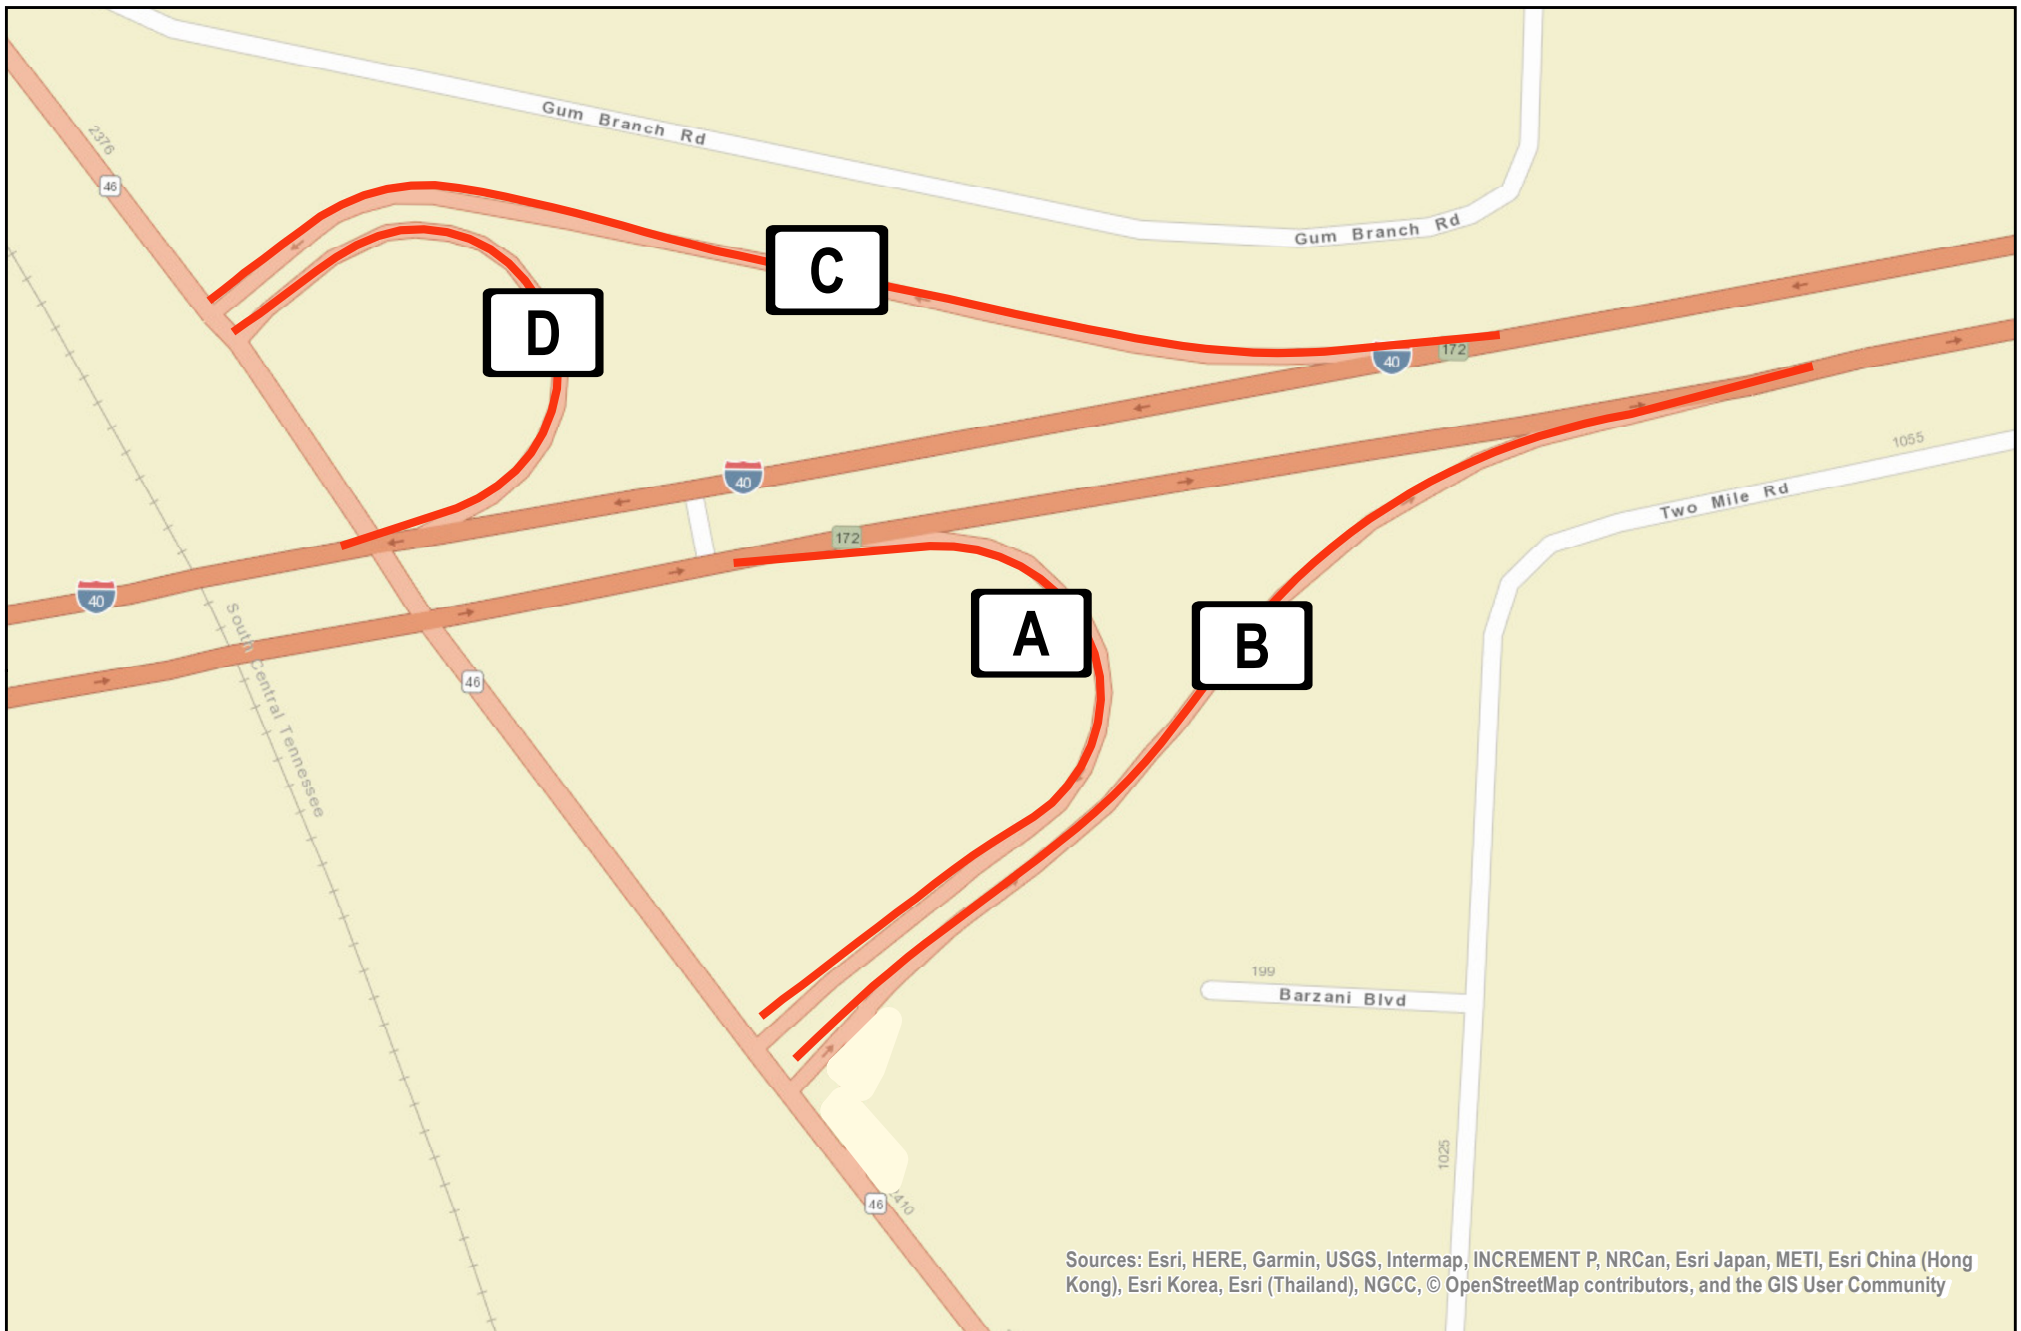 Gum Branch Rd
2376
46
Gum Branch Rd
C
D
172
40
40
1055
Two Mile Rd
172
40
A
B
South Central Tennessee
46
199
Barzani Blvd
1025
46
Sources: Esri, HERE, Garmin, USGS, Intermap, INCREMENT P, NRCan, Esri Japan, METI, Esri China (Hong
Kong), Esri Korea, Esri (Thailand), NGCC, © OpenStreetMap contributors, and the GIS User Community